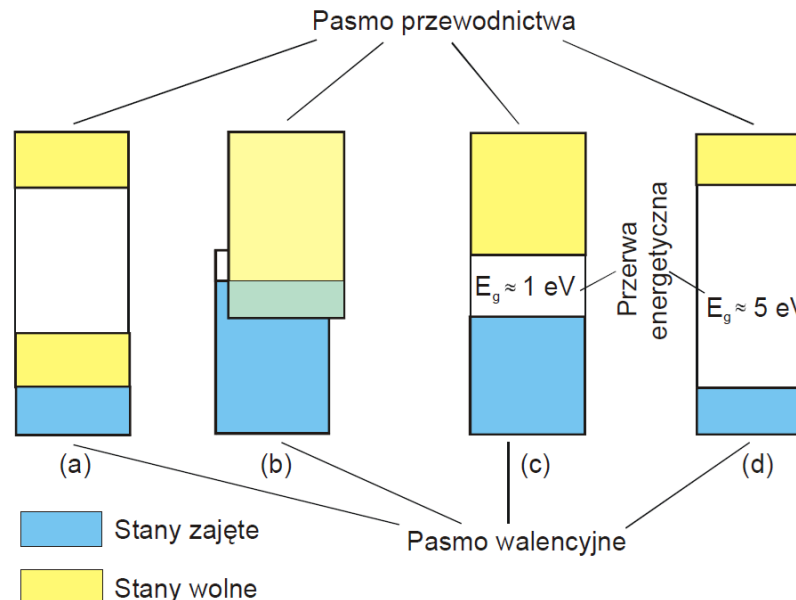 Pasmo przewodnictwa
Przerwa
energetyczna
E_g ≈ 1 eV
E_g ≈ 5 eV
(a)
(b)
(c)
(d)
Stany zajęte
Pasmo walencyjne
Stany wolne